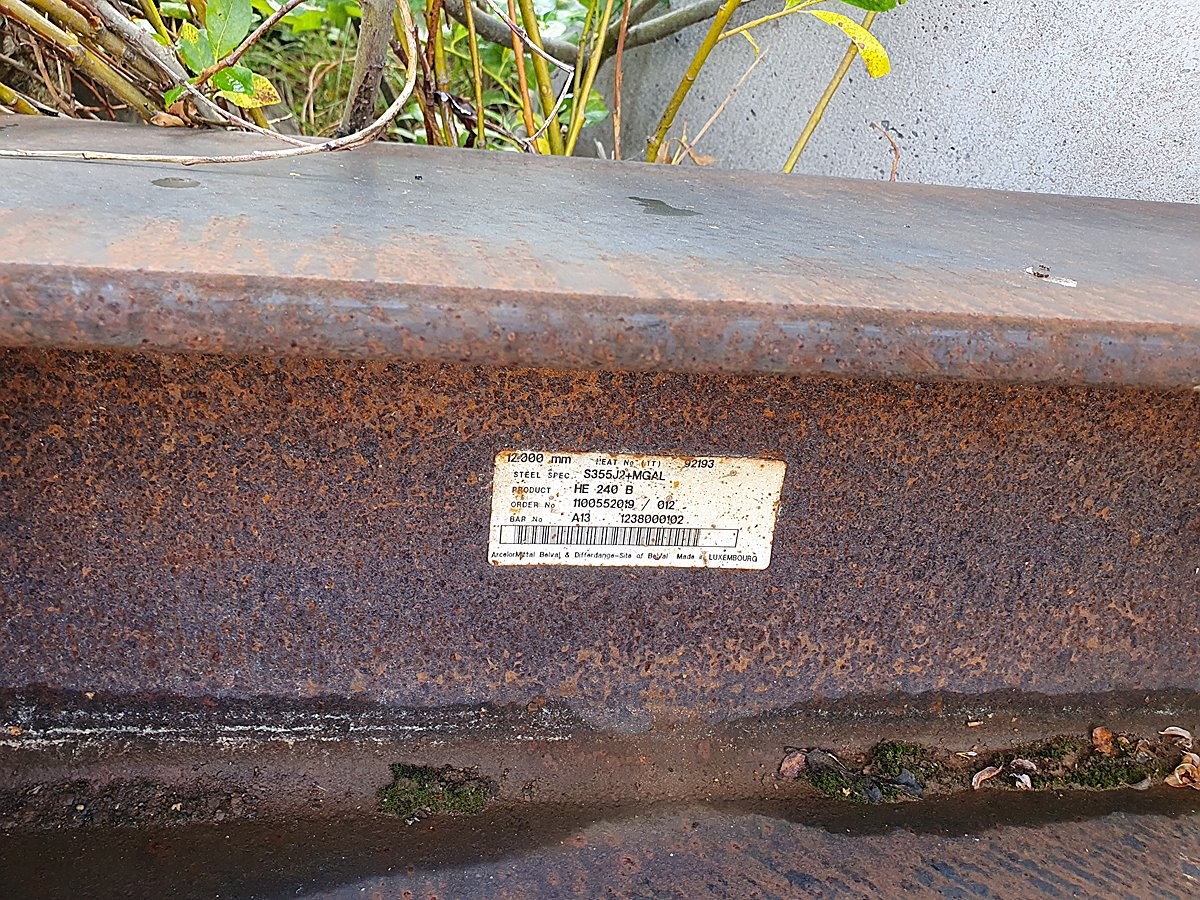 12.000 mm HEAT No (1T) 92193
STEEL SPEC. S355J2+MGAL
PRODUCT HE 240 B
ORDER No 1100552019 / 012
BAR No A13 1238000102
ArcelorMittal Belval & Differdange-Site of Belval Made in LUXEMBOURG